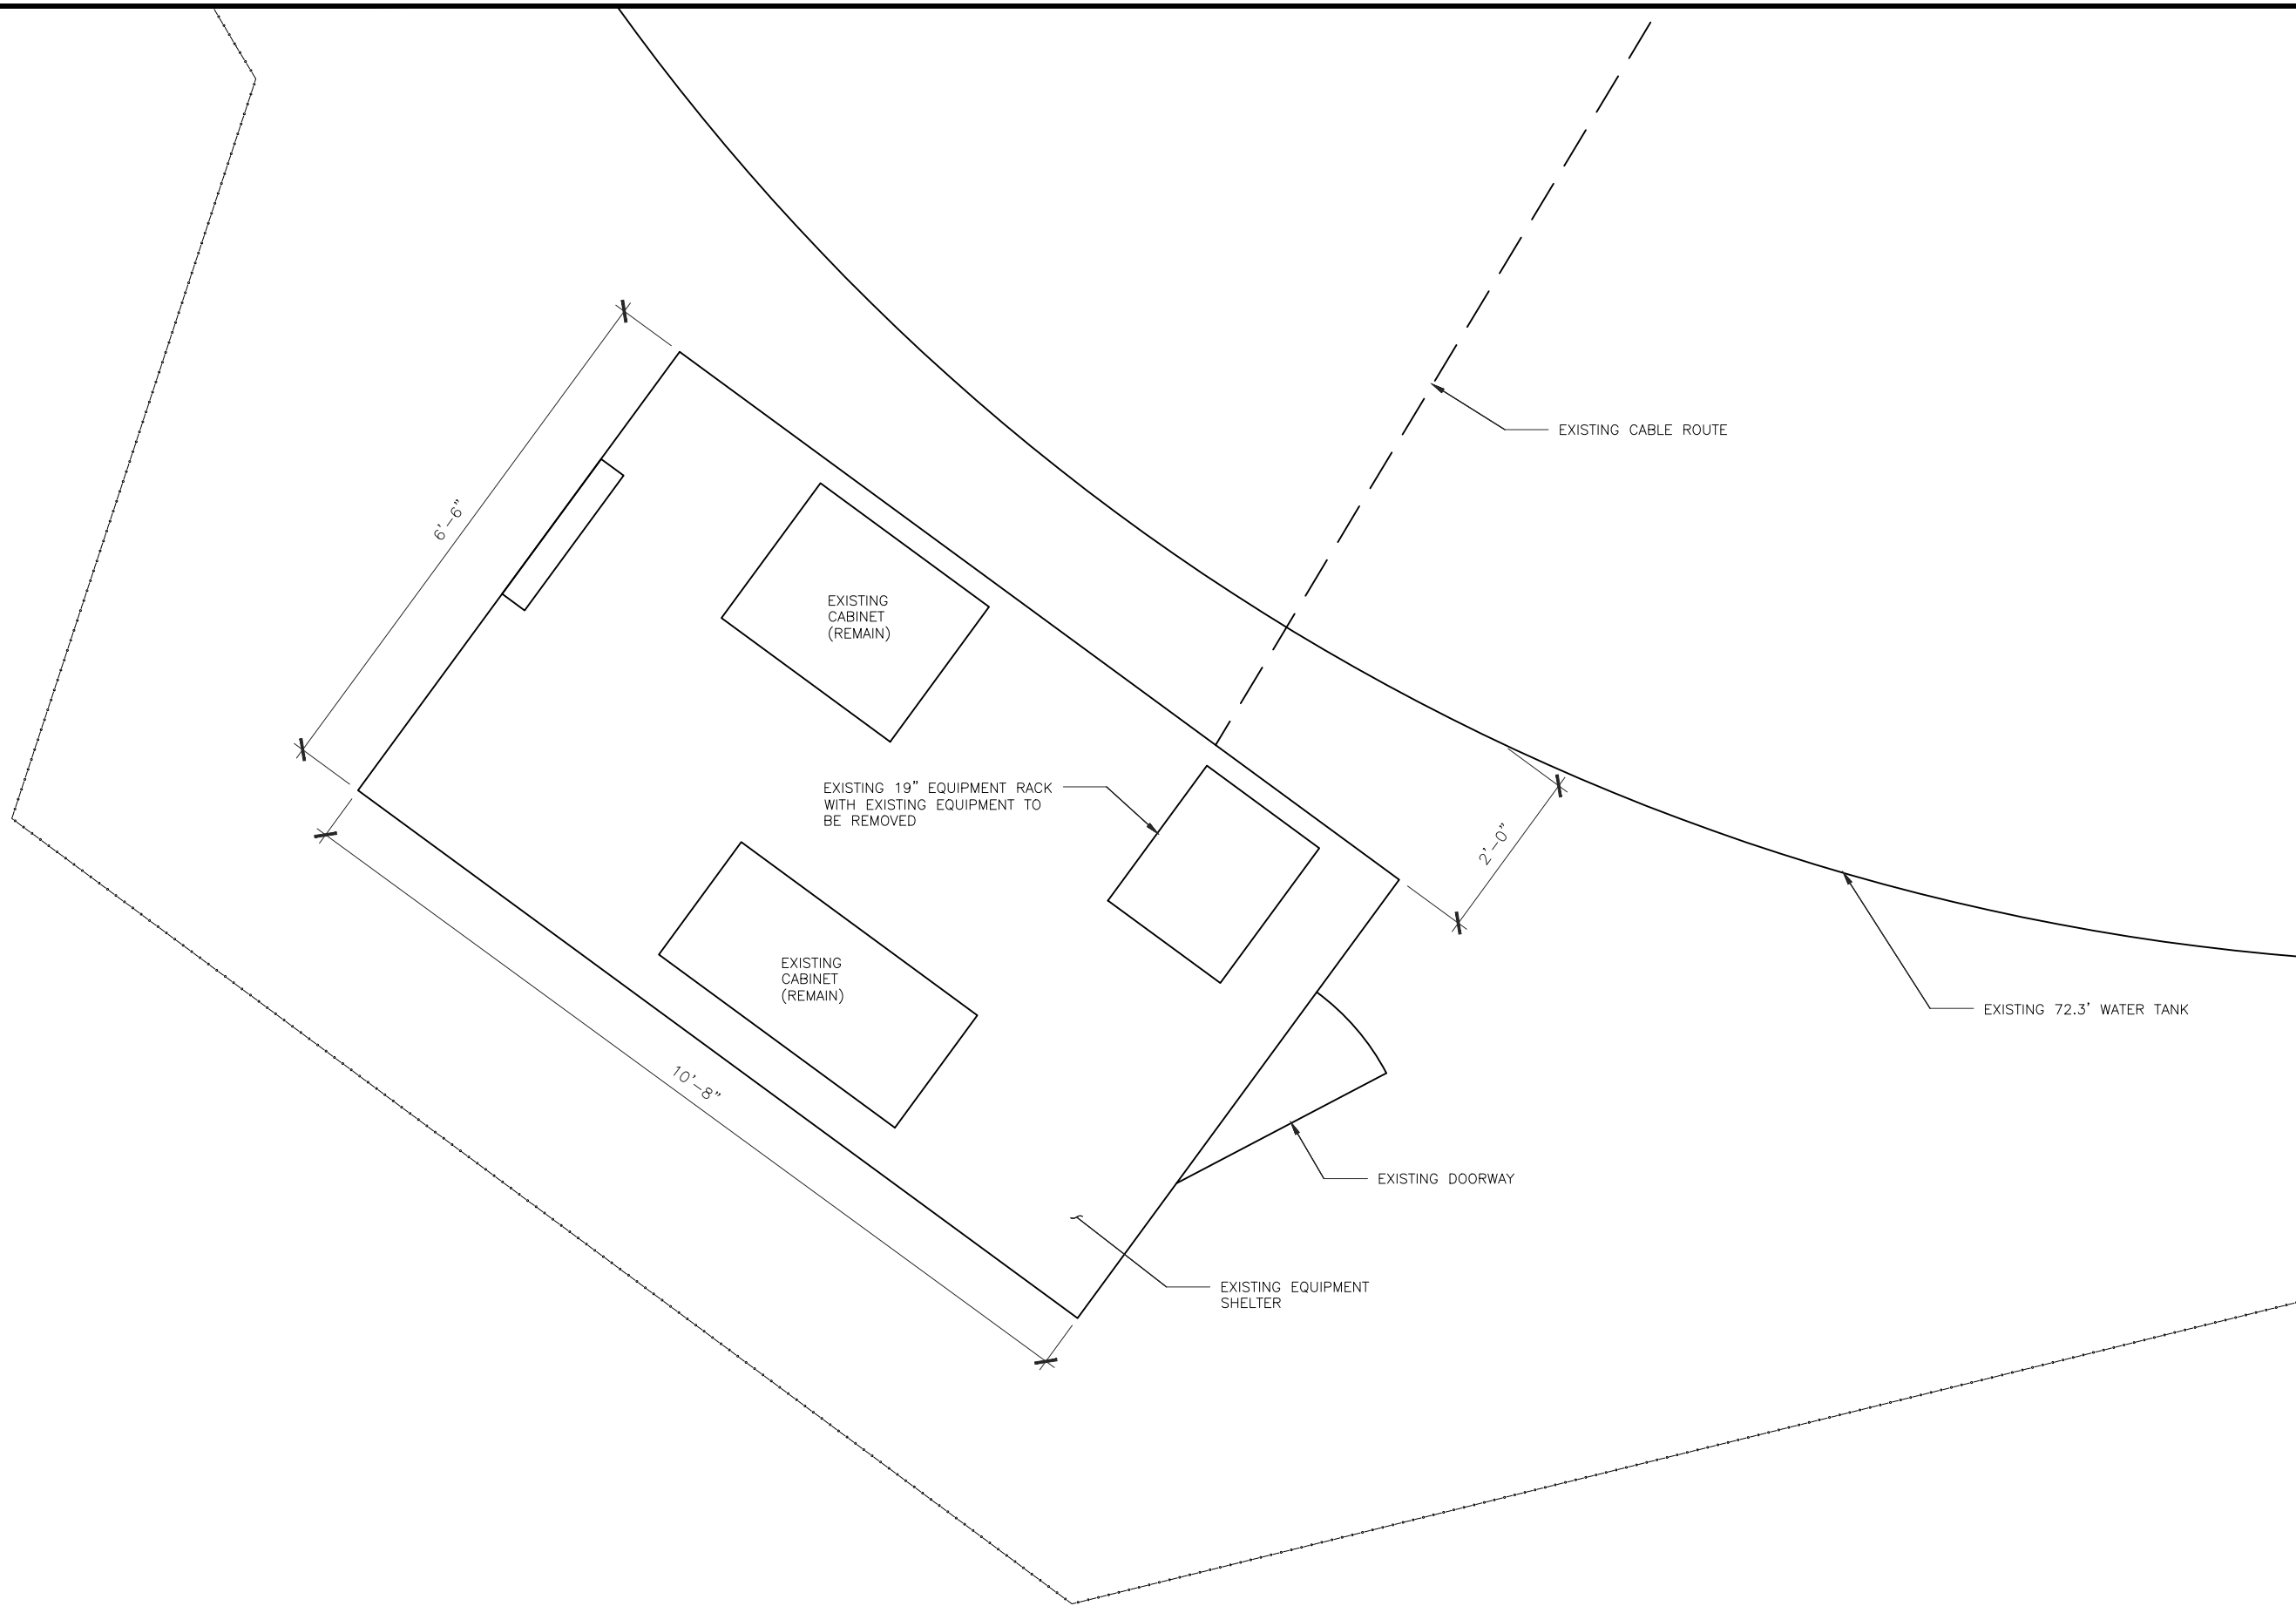 EXISTING CABLE ROUTE
6'-6"
EXISTING
CABINET
(REMAIN)
EXISTING 19" EQUIPMENT RACK
WITH EXISTING EQUIPMENT TO
BE REMOVED
2'-0"
EXISTING
CABINET
(REMAIN)
EXISTING 72.3' WATER TANK
10'-8"
EXISTING DOORWAY
EXISTING EQUIPMENT
SHELTER